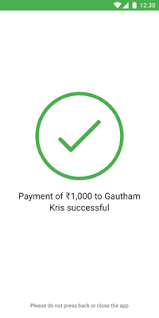 12:30
Payment of ₹1,000 to Gautham
Kris successful
Please do not press back or close the app